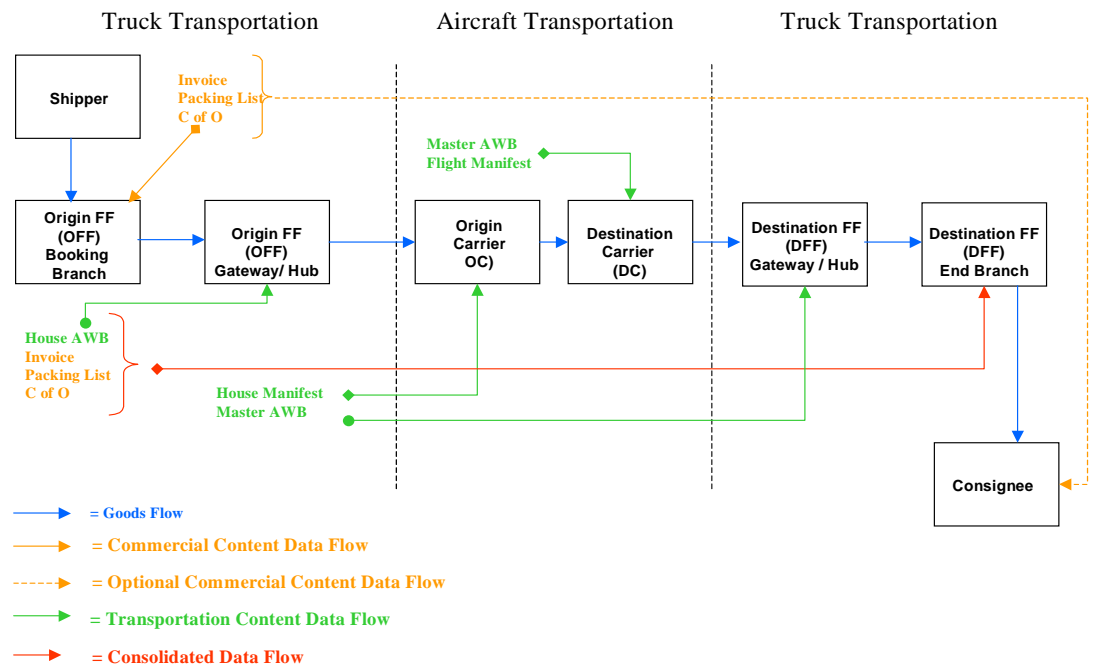 Truck Transportation
Aircraft Transportation
Truck Transportation
Shipper
Invoice
Packing List
C of O
Master AWB
Flight Manifest
Origin FF
(OFF)
Booking
Branch
Origin FF
(OFF)
Gateway/ Hub
Origin
Carrier
OC)
Destination
Carrier
(DC)
Destination FF
(DFF)
Gateway / Hub
Destination FF
(DFF)
End Branch
House AWB
Invoice
Packing List
C of O
House Manifest
Master AWB
Consignee
= Goods Flow
= Commercial Content Data Flow
= Optional Commercial Content Data Flow
= Transportation Content Data Flow
= Consolidated Data Flow